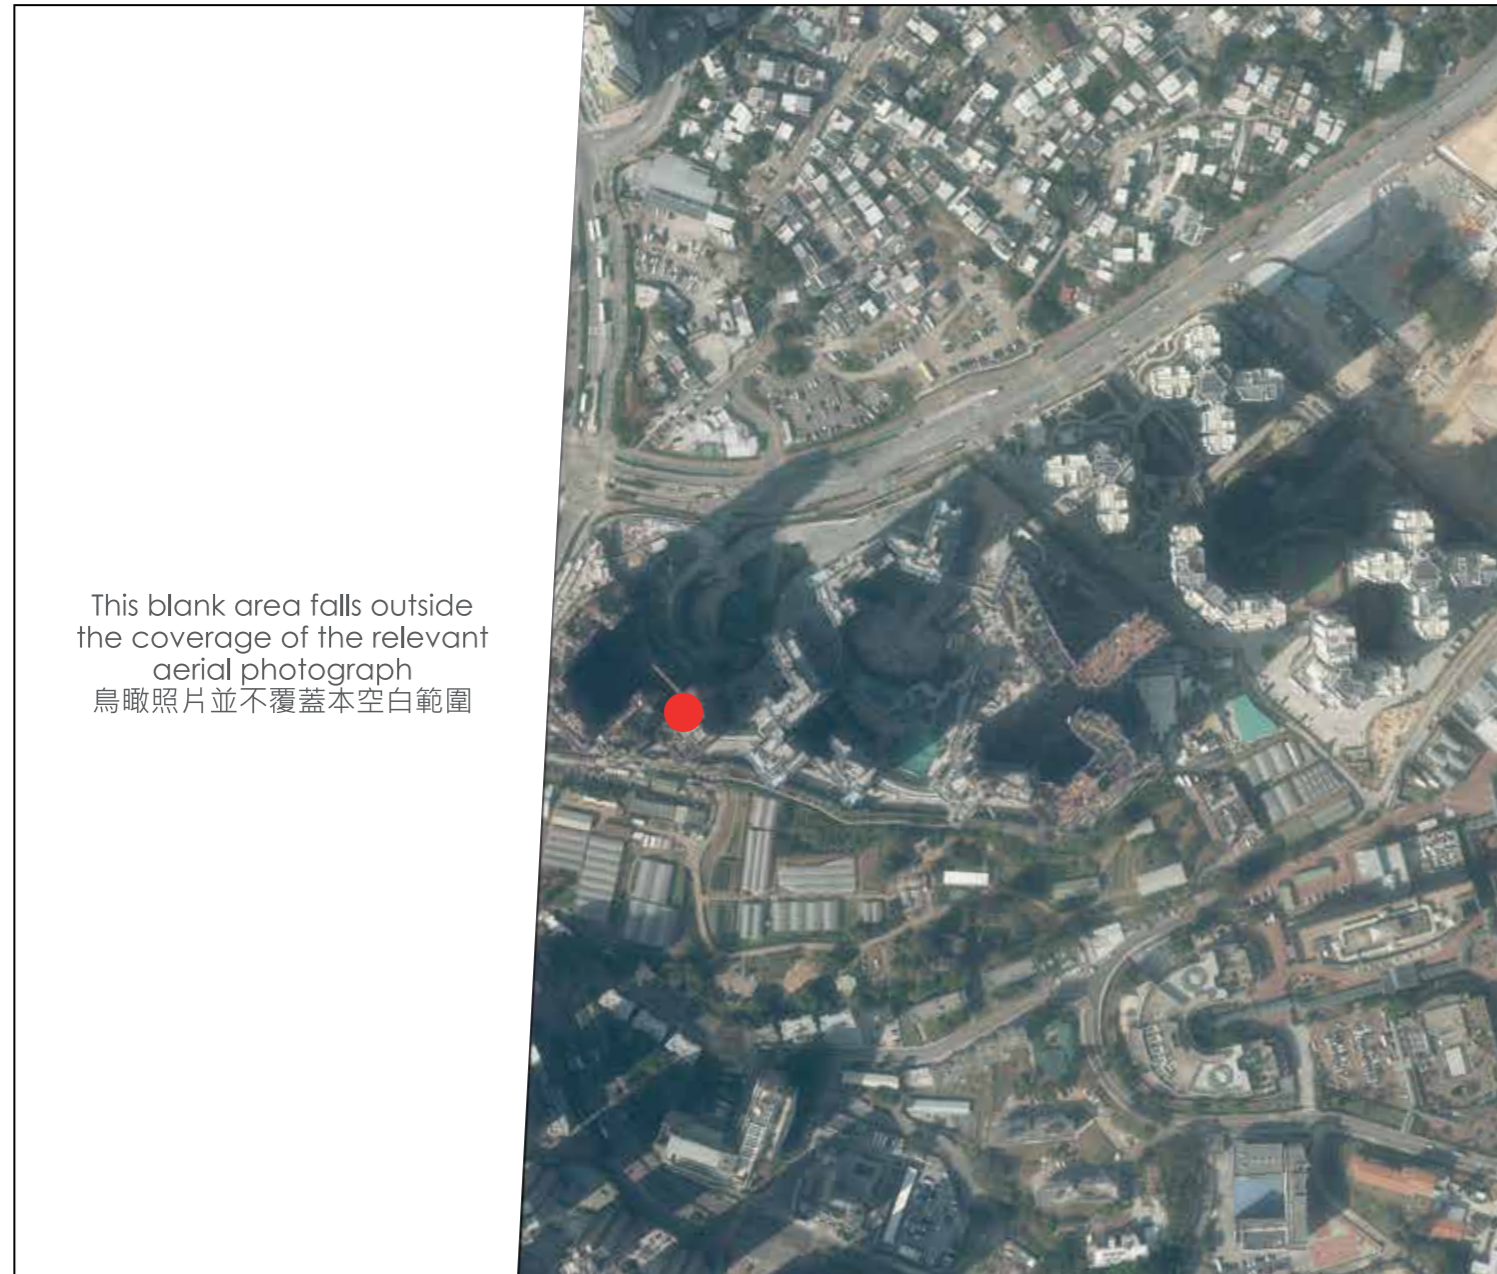 This blank area falls outside
the coverage of the relevant
aerial photograph
鳥瞰照片並不覆蓋本空白範圍